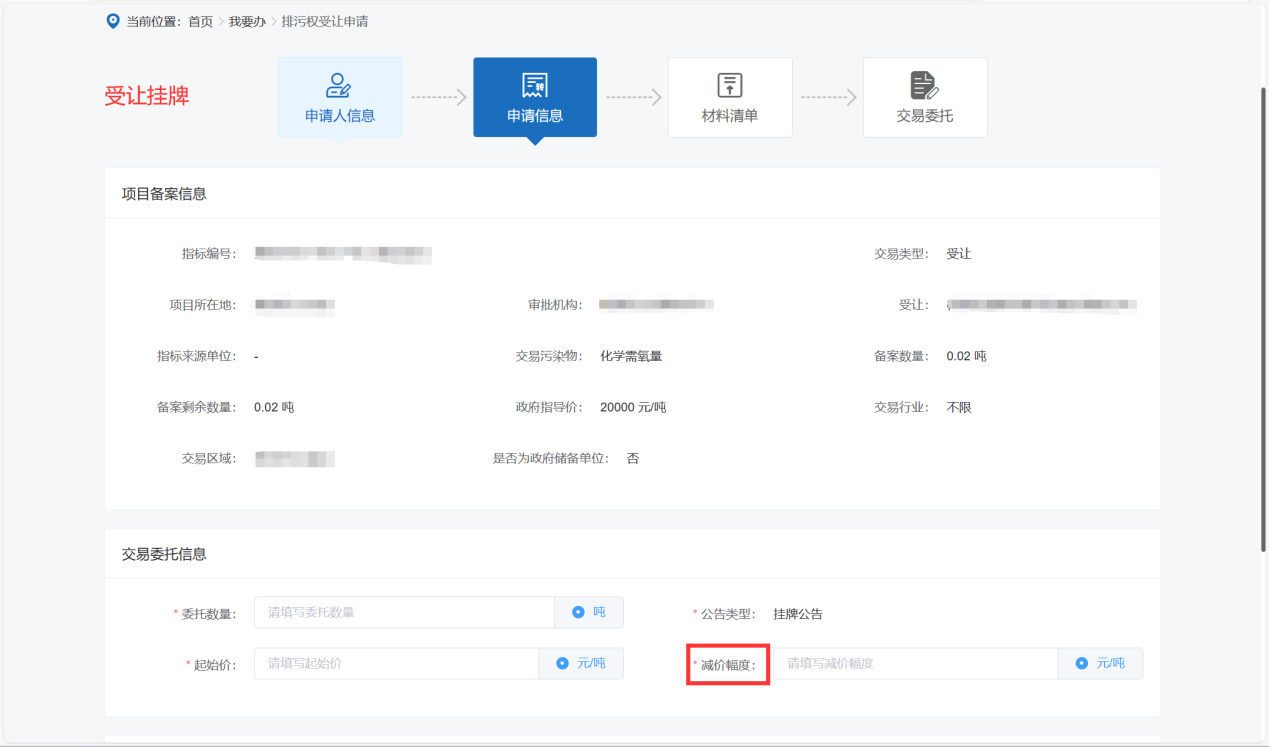 当前位置：首页 > 我要办 > 排污权受让申请
受让挂牌
申请人信息
转
申请信息
材料清单
交易委托
项目备案信息
指标编号：
交易类型： 受让
项目所在地：
审批机构：
受让：
指标来源单位： -
交易污染物： 化学需氧量
备案数量： 0.02 吨
备案剩余数量： 0.02 吨
政府指导价： 20000 元/吨
交易行业： 不限
交易区域：
是否为政府储备单位： 否
交易委托信息
* 委托数量： 请填写委托数量 吨
* 公告类型： 挂牌公告
* 起始价： 请填写起始价 元/吨
* 减价幅度： 请填写减价幅度 元/吨